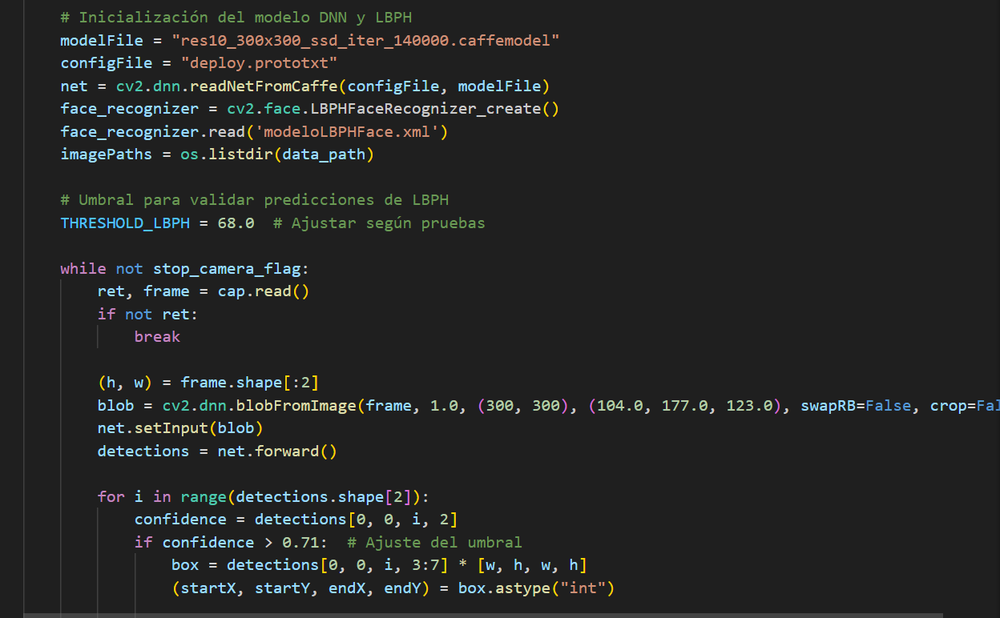 # Inicialización del modelo DNN y LBPH
modelFile = "res10_300x300_ssd_iter_140000.caffemodel"
configFile = "deploy.prototxt"
net = cv2.dnn.readNetFromCaffe(configFile, modelFile)
face_recognizer = cv2.face.LBPHFaceRecognizer_create()
face_recognizer.read('modeloLBPHFace.xml')
imagePaths = os.listdir(data_path)
# Umbral para validar predicciones de LBPH
THRESHOLD_LBPH = 68.0  # Ajustar según pruebas
while not stop_camera_flag:
ret, frame = cap.read()
if not ret:
break
(h, w) = frame.shape[:2]
blob = cv2.dnn.blobFromImage(frame, 1.0, (300, 300), (104.0, 177.0, 123.0), swapRB=False, crop=Fal
net.setInput(blob)
detections = net.forward()
for i in range(detections.shape[2]):
confidence = detections[0, 0, i, 2]
if confidence > 0.71:  # Ajuste del umbral
box = detections[0, 0, i, 3:7] * [w, h, w, h]
(startX, startY, endX, endY) = box.astype("int")